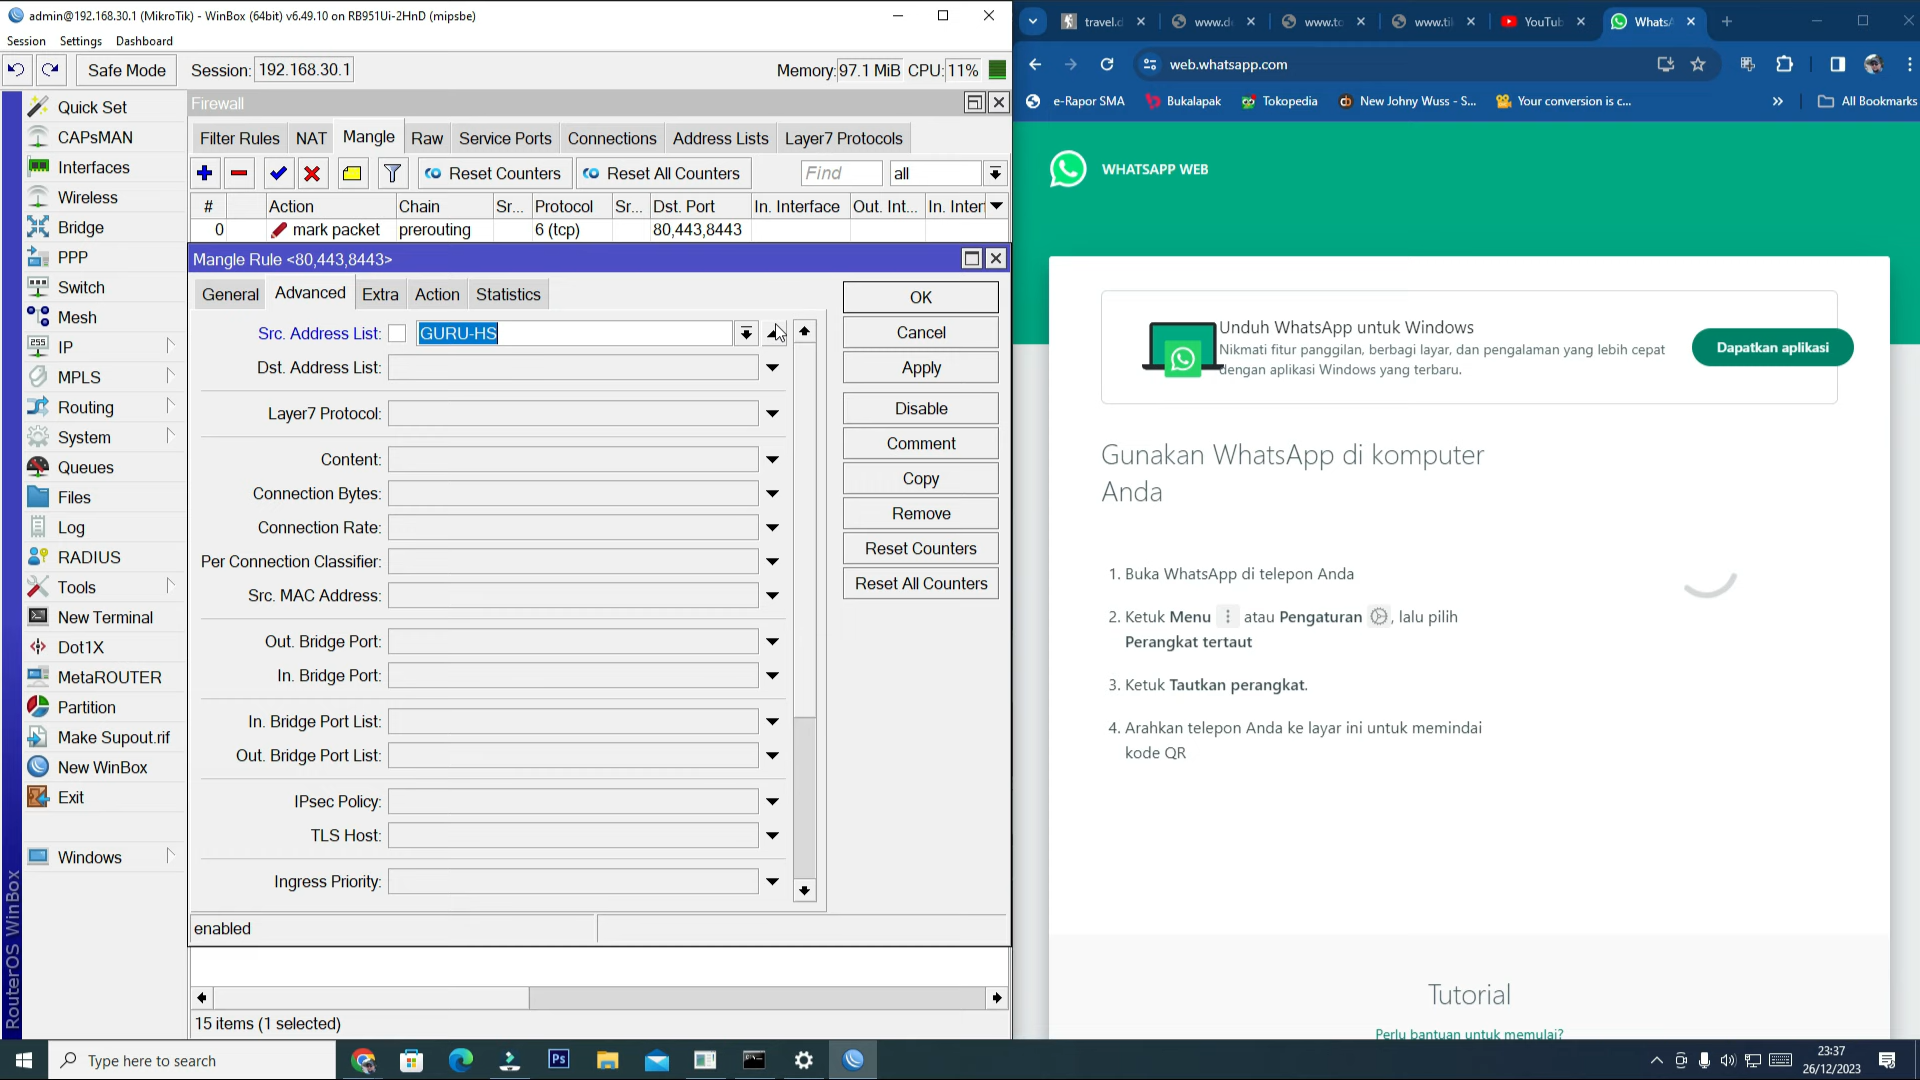 admin@192.168.30.1 (MikroTik) - WinBox (64bit) v6.49.10 on RB951Ui-2HnD (mipsbe)
Session Settings Dashboard
Safe Mode Session: 192.168.30.1 Memory: 97.1 MiB CPU: 11%
Quick Set
CAPsMAN
Interfaces
Wireless
Bridge
PPP
Switch
Mesh
IP
MPLS
Routing
System
Queues
Files
Log
RADIUS
Tools
New Terminal
Dot1X
MetaROUTER
Partition
Make Supout.rif
New WinBox
Exit
Windows
RouterOS WinBox
Firewall
Filter Rules NAT Mangle Raw Service Ports Connections Address Lists Layer7 Protocols
Reset Counters Reset All Counters Find all
# Action Chain Sr... Protocol Sr... Dst. Port In. Interface Out. Int... In. Inter
0 mark packet prerouting 6 (tcp) 80,443,8443
Mangle Rule <80,443,8443>
General Advanced Extra Action Statistics
Src. Address List: GURU-HS
Dst. Address List:
Layer7 Protocol:
Content:
Connection Bytes:
Connection Rate:
Per Connection Classifier:
Src. MAC Address:
Out. Bridge Port:
In. Bridge Port:
In. Bridge Port List:
Out. Bridge Port List:
IPsec Policy:
TLS Host:
Ingress Priority:
OK
Cancel
Apply
Disable
Comment
Copy
Remove
Reset Counters
Reset All Counters
enabled
15 items (1 selected)
travel.d www.de www.to www.ti YouTub WhatsA
web.whatsapp.com
e-Rapor SMA Bukalapak Tokopedia New Johny Wuss - S... Your conversion is c... » All Bookmarks
WHATSAPP WEB
Unduh WhatsApp untuk Windows
Nikmati fitur panggilan, berbagi layar, dan pengalaman yang lebih cepat
dengan aplikasi Windows yang terbaru.
Dapatkan aplikasi
Gunakan WhatsApp di komputer
Anda
1. Buka WhatsApp di telepon Anda
2. Ketuk Menu atau Pengaturan , lalu pilih
Perangkat tertaut
3. Ketuk Tautkan perangkat.
4. Arahkan telepon Anda ke layar ini untuk memindai
kode QR
Tutorial
Perlu bantuan untuk memulai?
Type here to search
Ps
23:37
26/12/2023